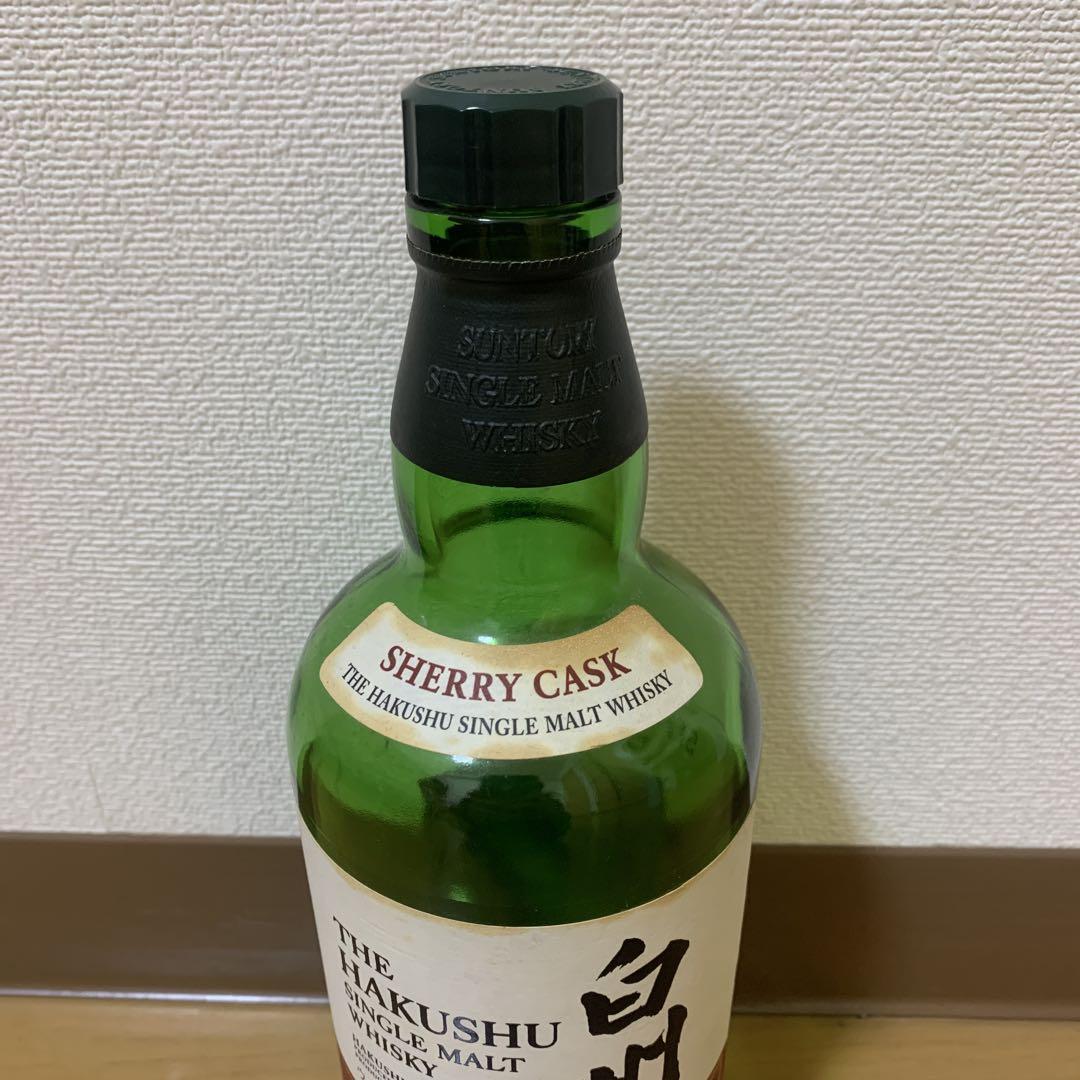 SUNTORY
SINGLE MALT
WHISKY
SHERRY CASK
THE HAKUSHU SINGLE MALT WHISKY
THE
HAKUSHU
SINGLE MALT
WHISKY
白州